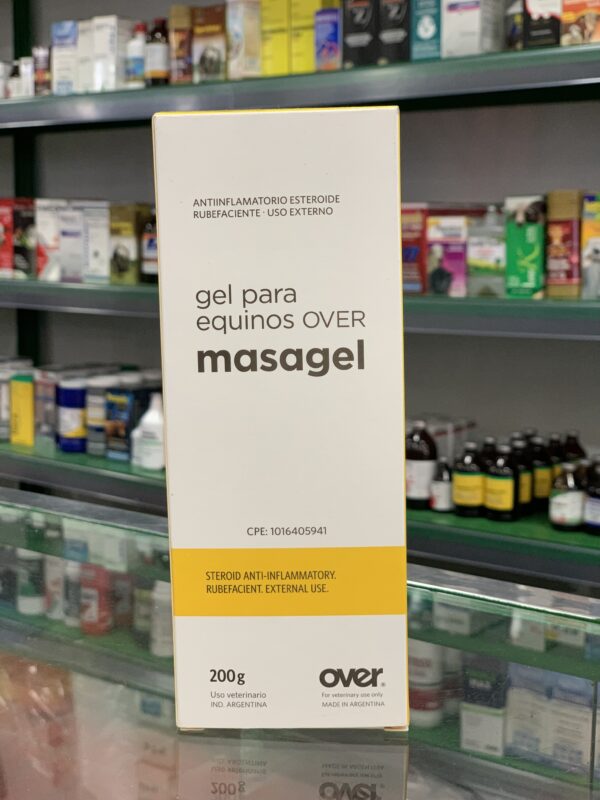 ANTIINFLAMATORIO ESTEROIDE
RUBEFACIENTE · USO EXTERNO
gel para
equinos OVER
masagel
CPE: 1016405941
STEROID ANTI-INFLAMMATORY.
RUBEFACIENT. EXTERNAL USE.
200 g
Uso veterinario
IND. ARGENTINA
over®
For veterinary use only
MADE IN ARGENTINA